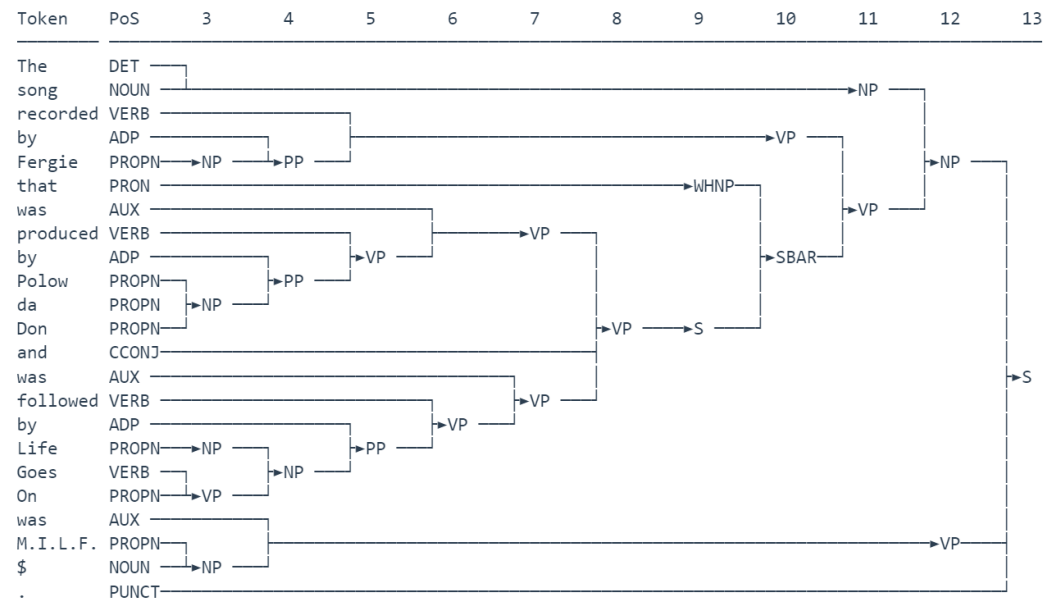 Token PoS 3 4 5 6 7 8 9 10 11 12 13
The DET
song NOUN NP
recorded VERB
by ADP VP
Fergie PROPN NP PP NP
that PRON WHNP
was AUX VP
produced VERB VP
by ADP VP SBAR
Polow PROPN PP
da PROPN NP
Don PROPN VP S
and CCONJ
was AUX S
followed VERB VP
by ADP VP
Life PROPN NP PP
Goes VERB NP
On PROPN VP
was AUX
M.I.L.F. PROPN VP
$ NOUN NP
. PUNCT